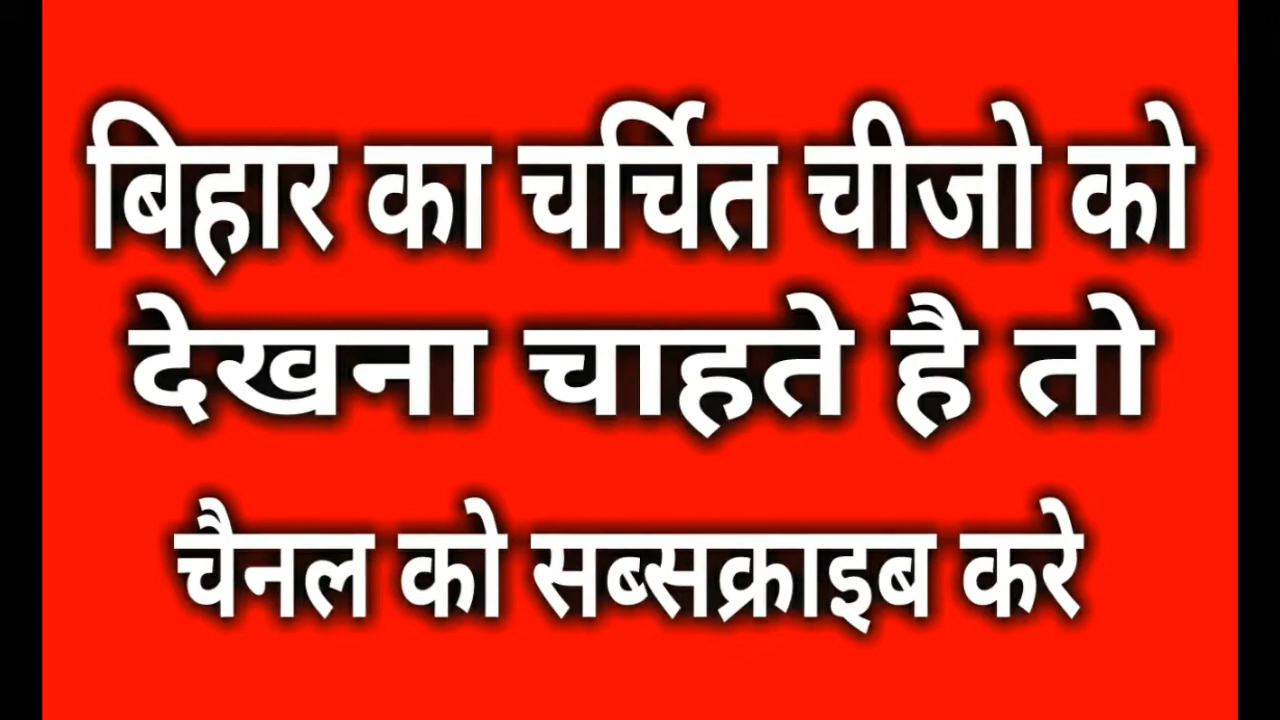 बिहार का चर्चित चीजो को
देखना चाहते है तो
चैनल को सब्सक्राइब करे